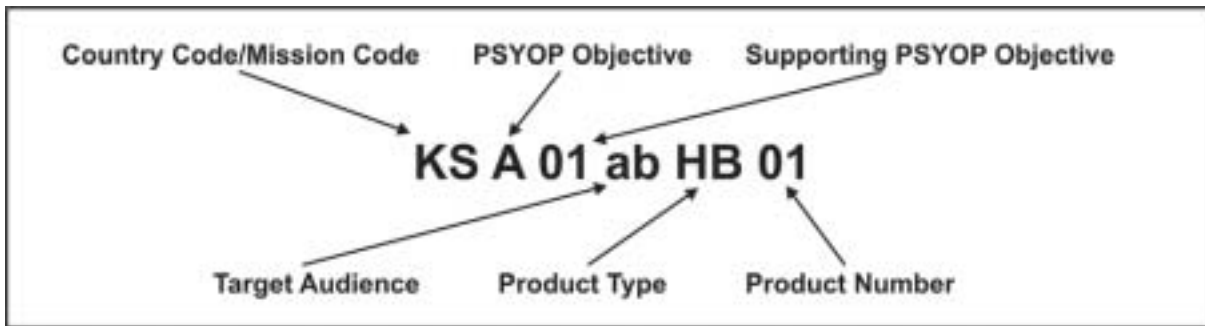 Country Code/Mission Code PSYOP Objective Supporting PSYOP Objective
KS A 01 ab HB 01
Target Audience Product Type Product Number